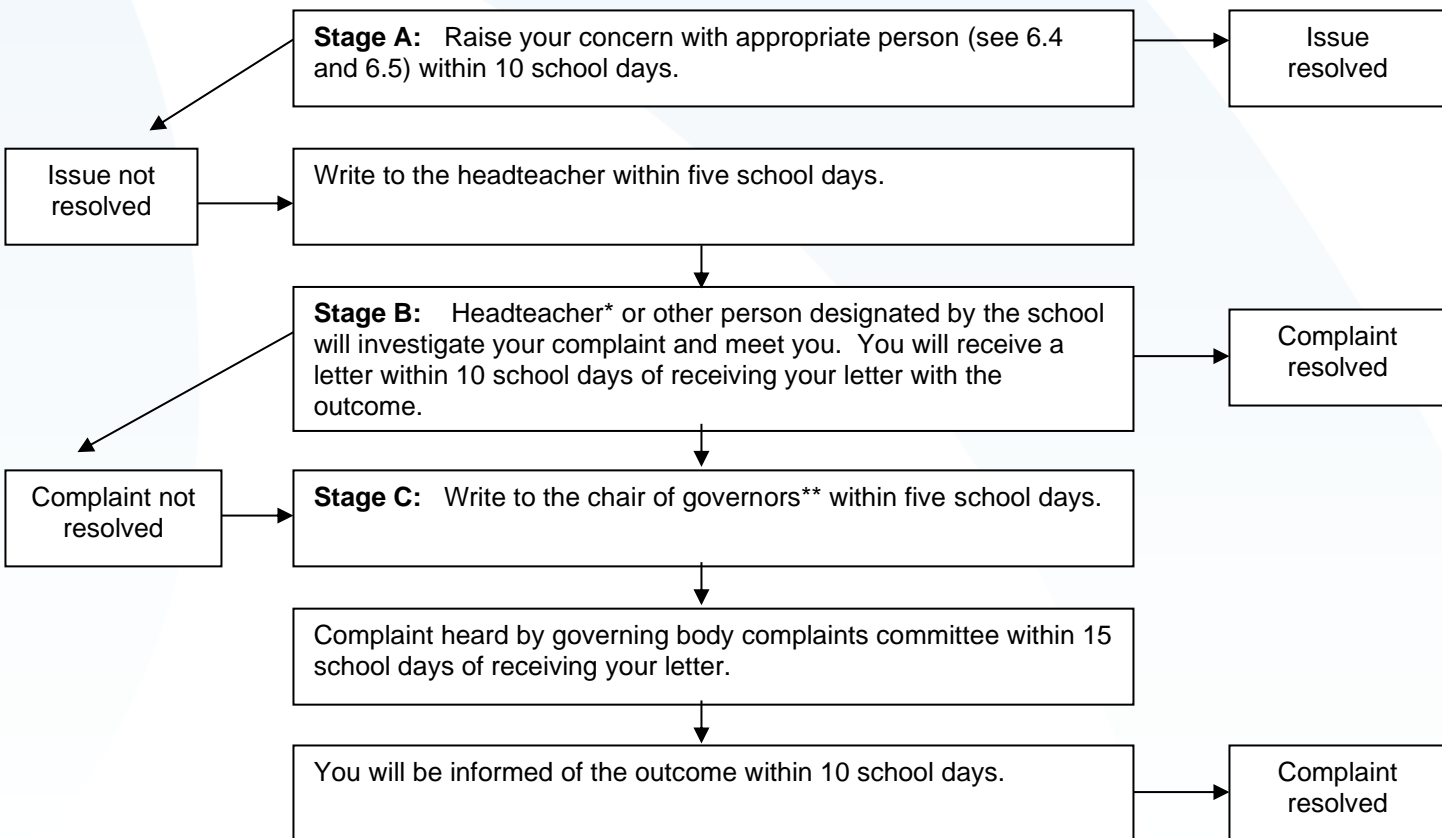 Stage A: Raise your concern with appropriate person (see 6.4
and 6.5) within 10 school days.
Issue
resolved
Issue not
resolved
Write to the headteacher within five school days.
Stage B: Headteacher* or other person designated by the school
will investigate your complaint and meet you. You will receive a
letter within 10 school days of receiving your letter with the
outcome.
Complaint
resolved
Complaint not
resolved
Stage C: Write to the chair of governors** within five school days.
Complaint heard by governing body complaints committee within 15
school days of receiving your letter.
You will be informed of the outcome within 10 school days.
Complaint
resolved